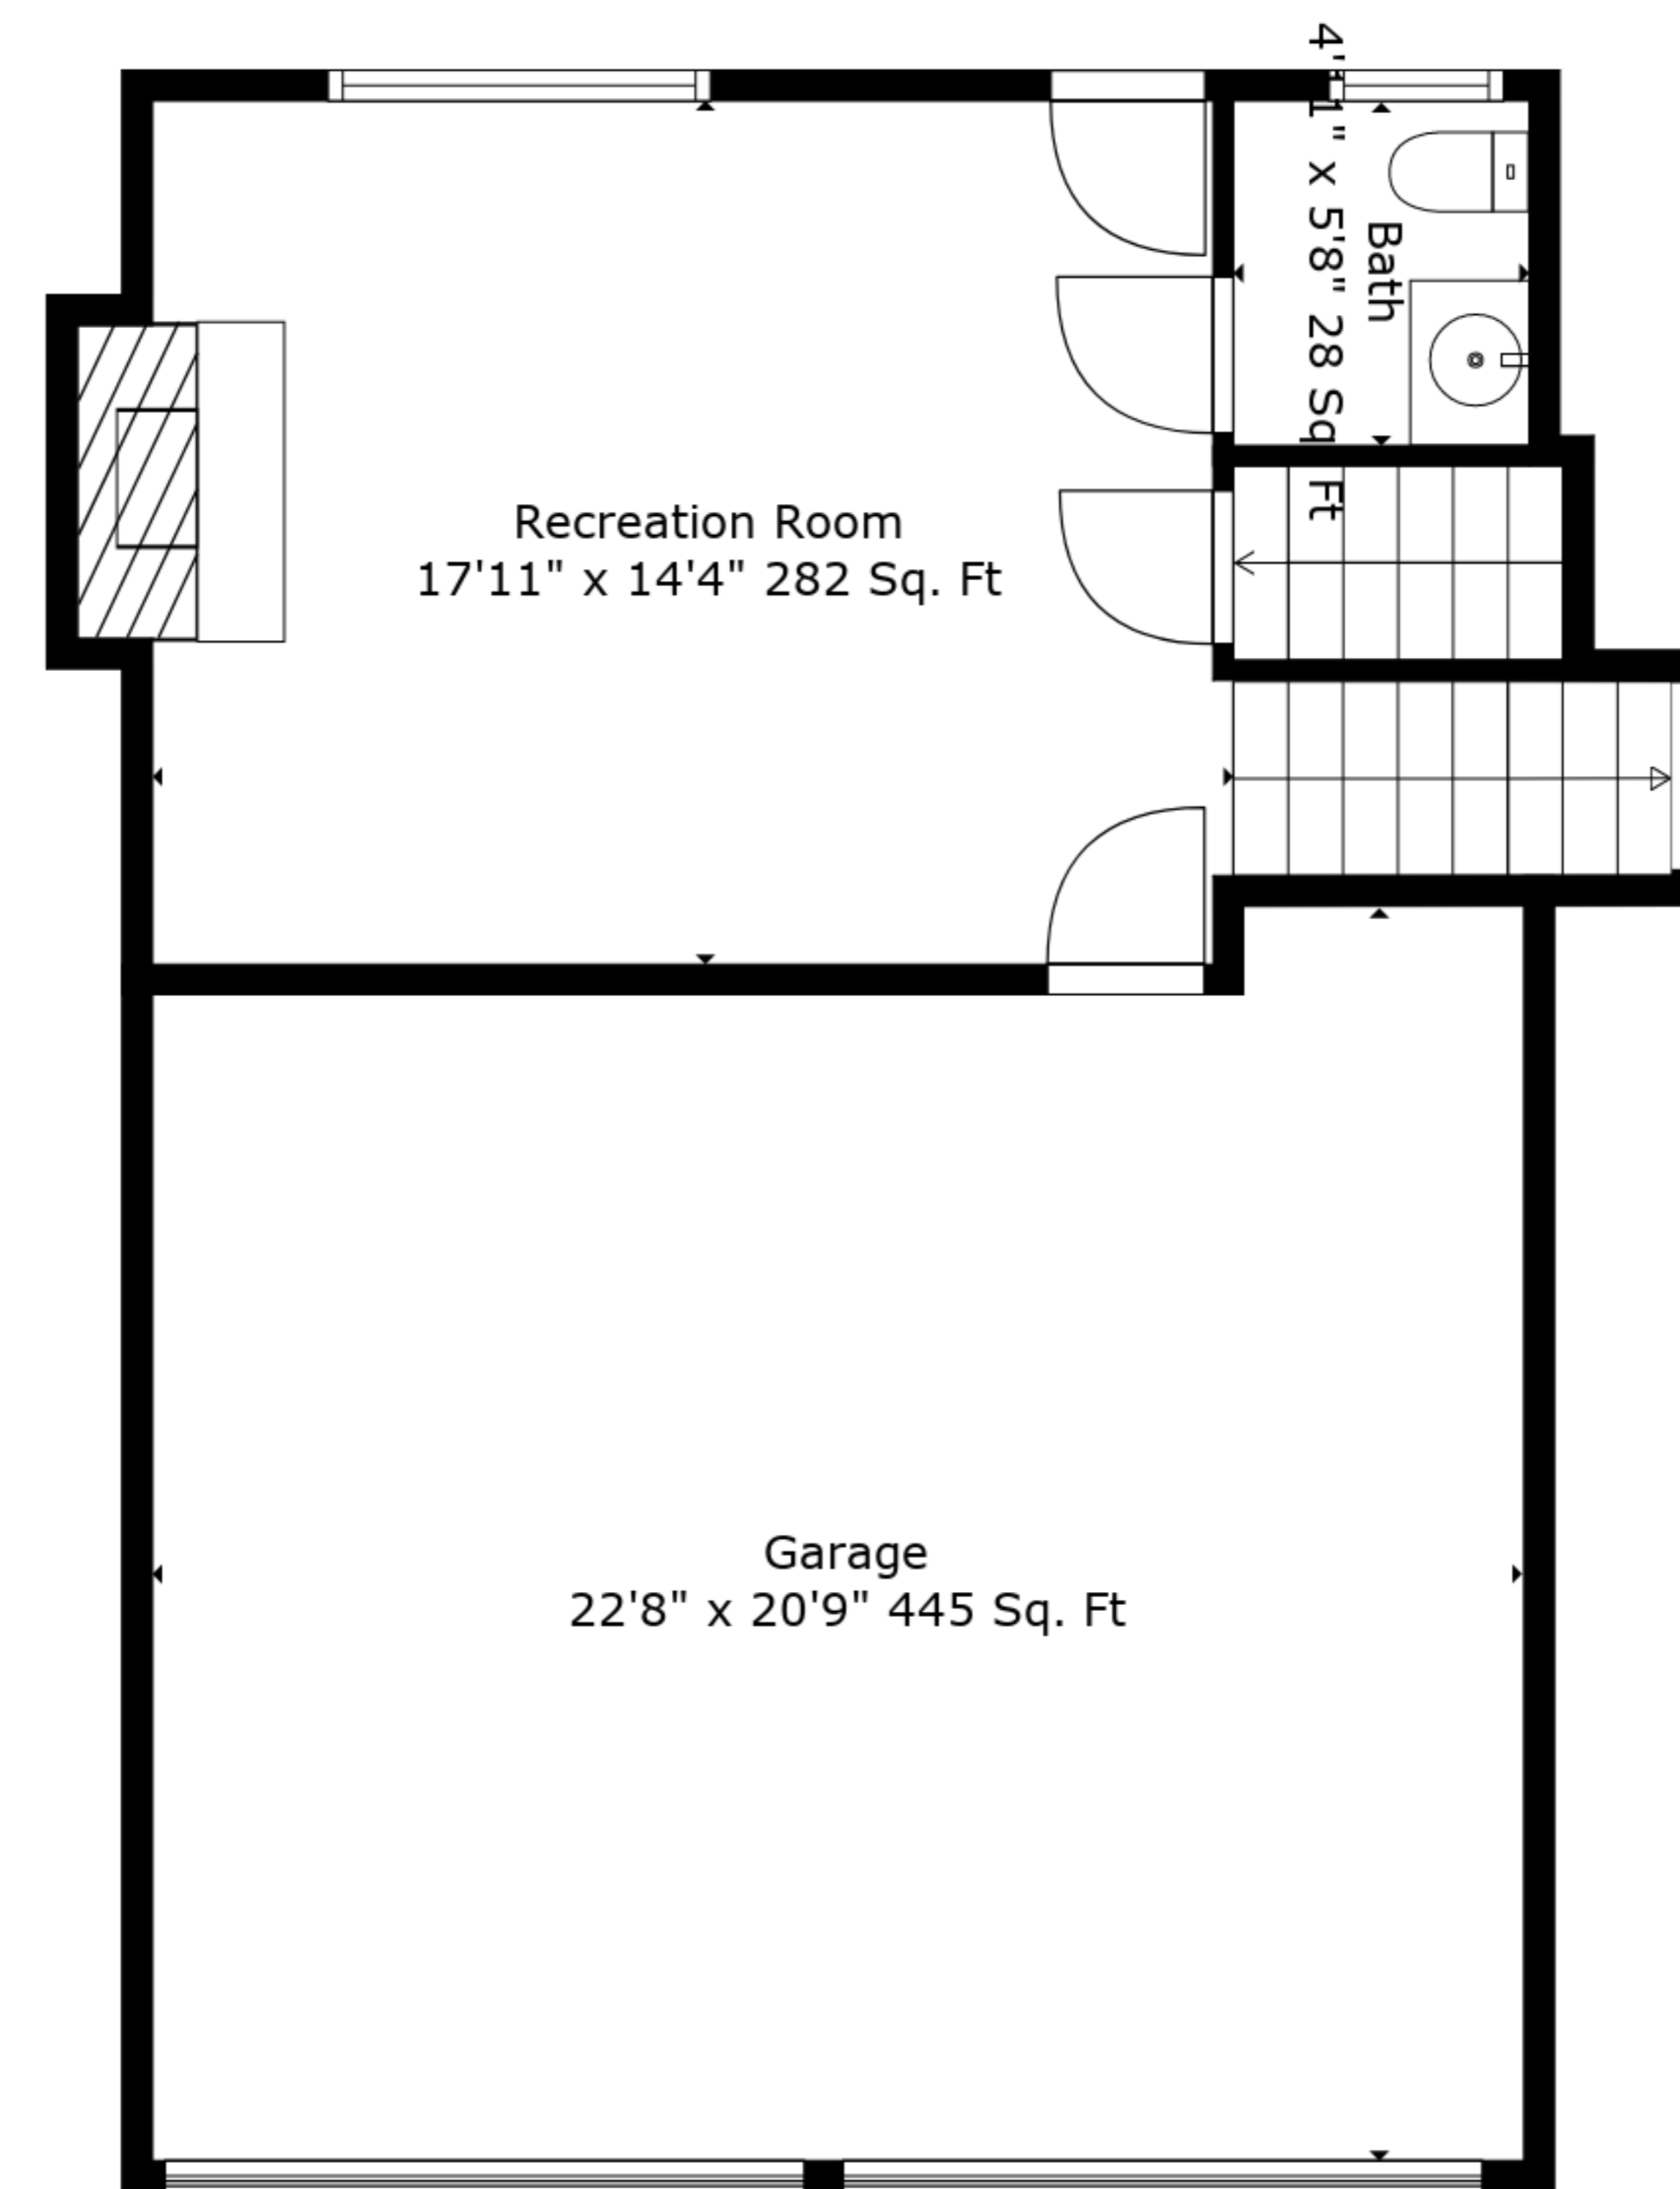 Bath
4'11" x 5'8" 28 Sq. Ft
Recreation Room
17'11" x 14'4" 282 Sq. Ft
Garage
22'8" x 20'9" 445 Sq. Ft